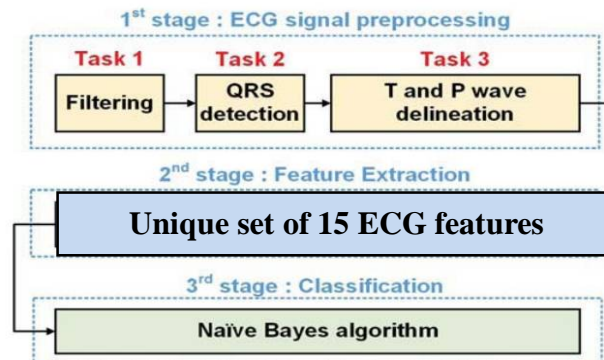 1st stage : ECG signal preprocessing
Task 1 Task 2 Task 3
Filtering
QRS
detection
T and P wave
delineation
2nd stage : Feature Extraction
Unique set of 15 ECG features
3rd stage : Classification
Naïve Bayes algorithm